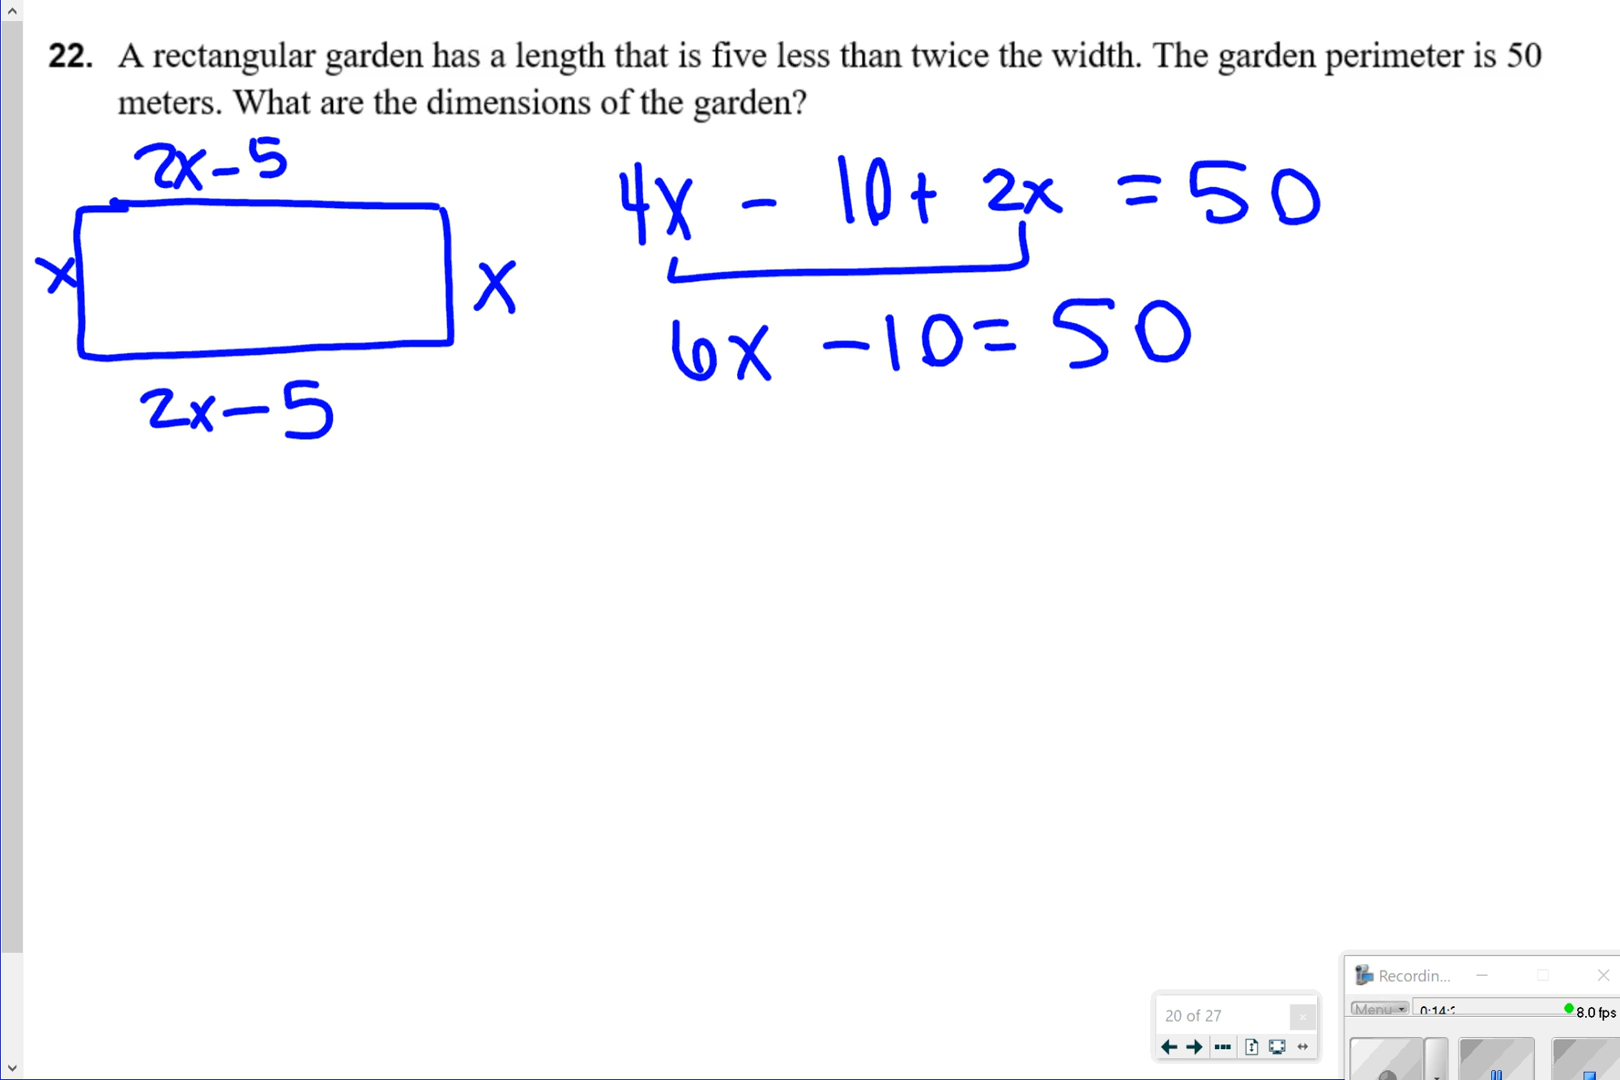 22. A rectangular garden has a length that is five less than twice the width. The garden perimeter is 50
meters. What are the dimensions of the garden?
2x-5
x
x
2x-5
4x - 10+ 2x = 50
6x -10= 50
20 of 27
Recordin...
Menu
8.0 fps